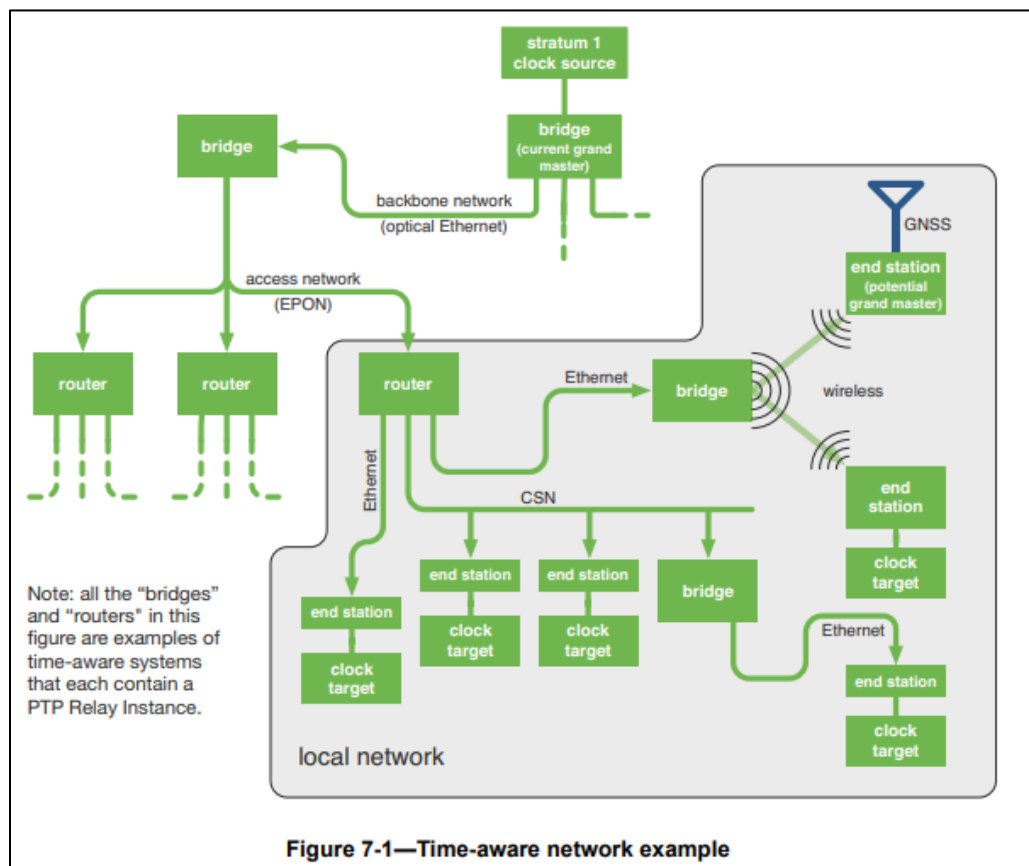 stratum 1
clock source
bridge
(current grand
master)
bridge
backbone network
(optical Ethernet)
GNSS
end station
(potential
grand master)
access network
(EPON)
router
router
router
Ethernet
bridge
wireless
Ethernet
CSN
end
station
clock
target
end station
clock
target
end station
clock
target
bridge
end station
clock
target
Ethernet
end station
clock
target
Note: all the “bridges”
and “routers" in this
figure are examples of
time-aware systems
that each contain a
PTP Relay Instance.
local network
Figure 7-1—Time-aware network example